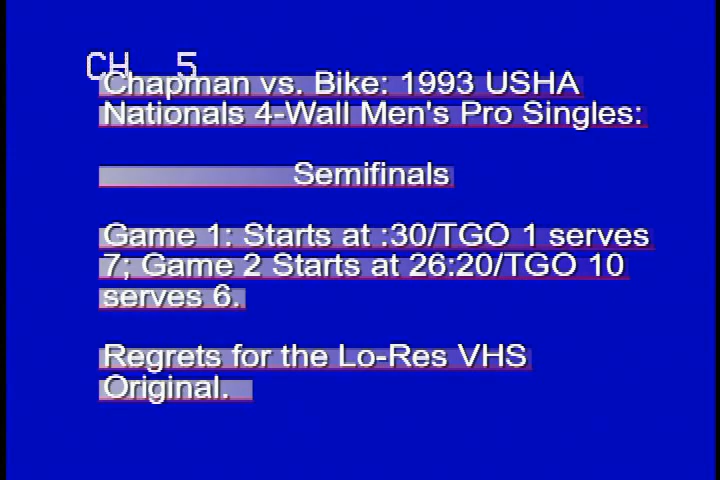 CH 5
Chapman vs. Bike: 1993 USHA
Nationals 4-Wall Men's Pro Singles:
Semifinals
Game 1: Starts at :30/TGO 1 serves
7; Game 2 Starts at 26:20/TGO 10
serves 6.
Regrets for the Lo-Res VHS
Original.